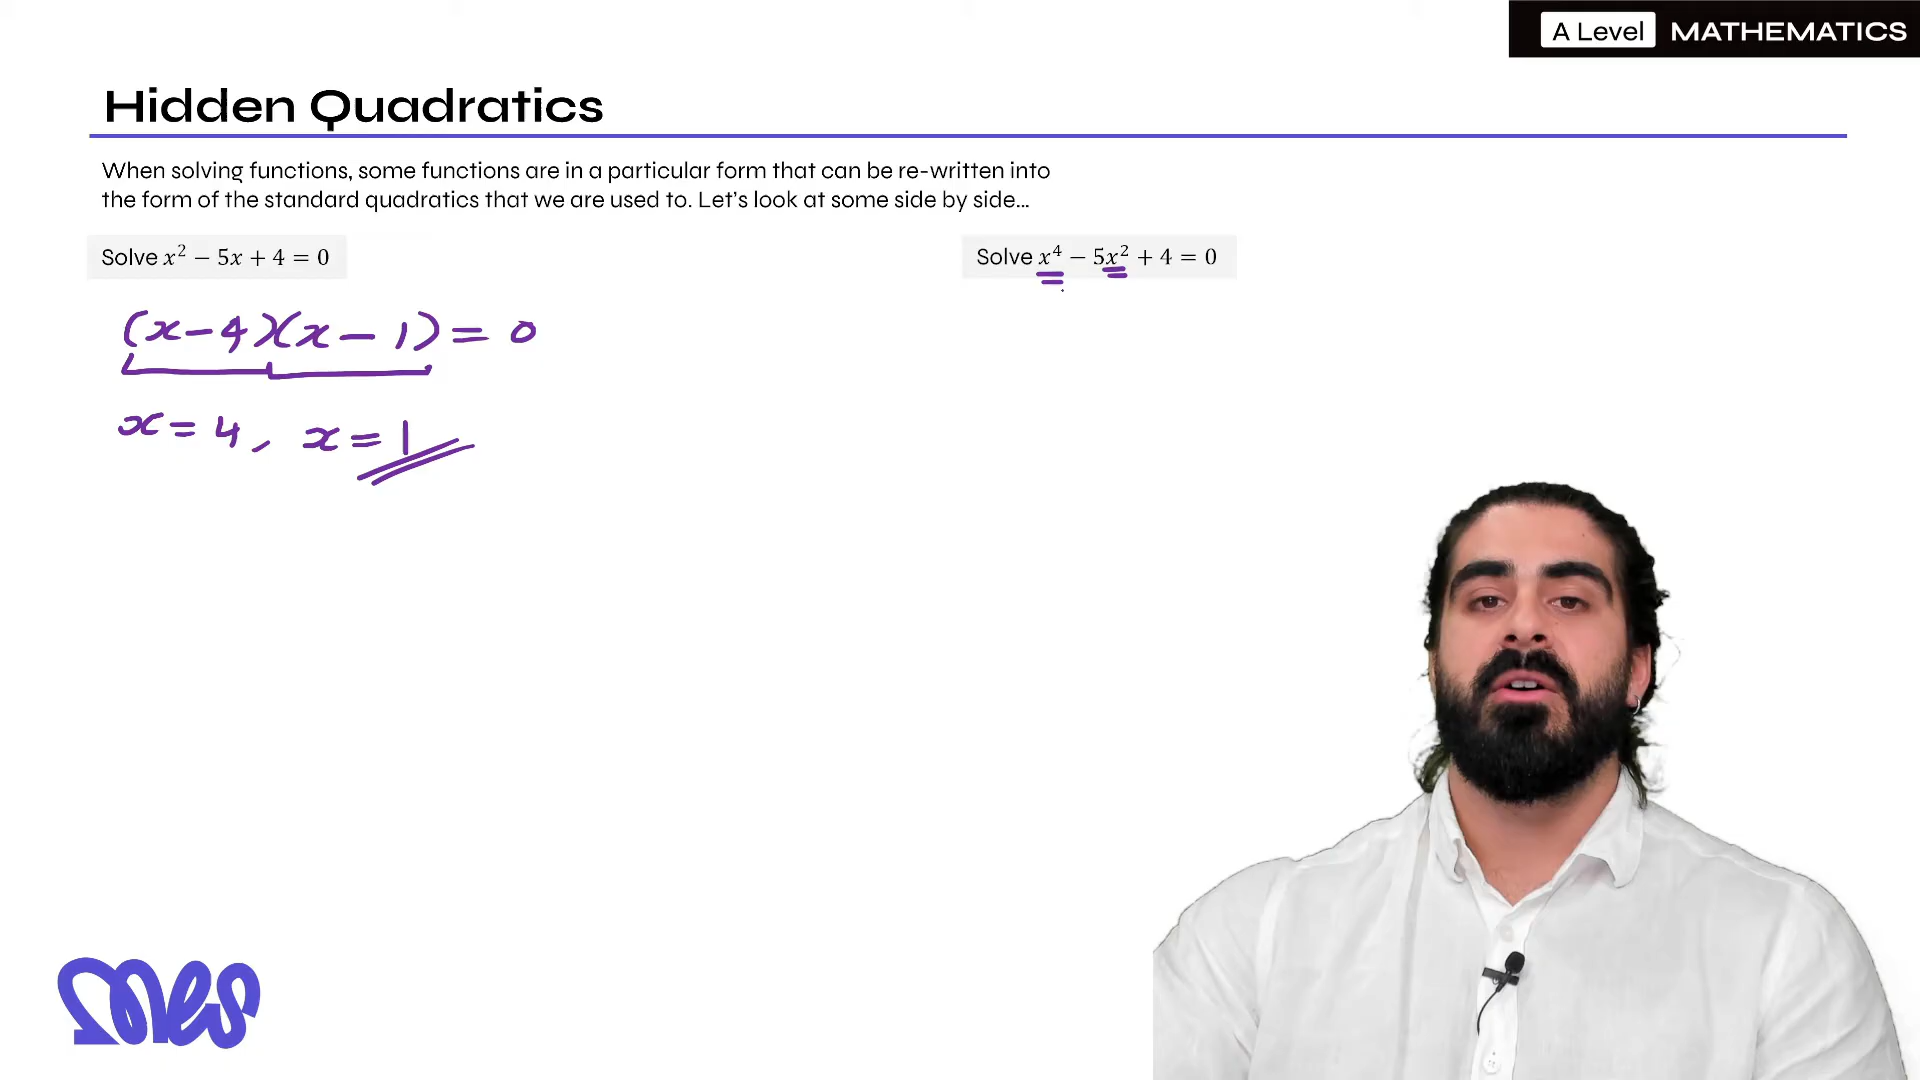 A Level MATHEMATICS
Hidden Quadratics
When solving functions, some functions are in a particular form that can be re-written into
the form of the standard quadratics that we are used to. Let's look at some side by side...
Solve x² − 5x + 4 = 0
(x − 4)(x − 1) = 0
x = 4, x = 1
Solve x⁴ − 5x² + 4 = 0